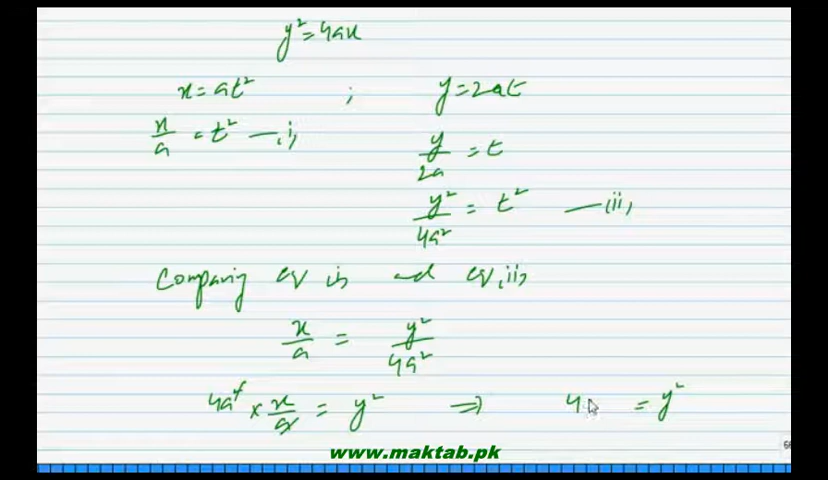 y² = 4ax
x = at² ; y = 2at
x/a = t² — (i)
y/2a = t
y²/4a² = t² — (ii)
Comparing eq (i) and eq (ii)
x/a = y²/4a²
4a² × x/a = y² ⇒ 4 = y²
www.maktab.pk